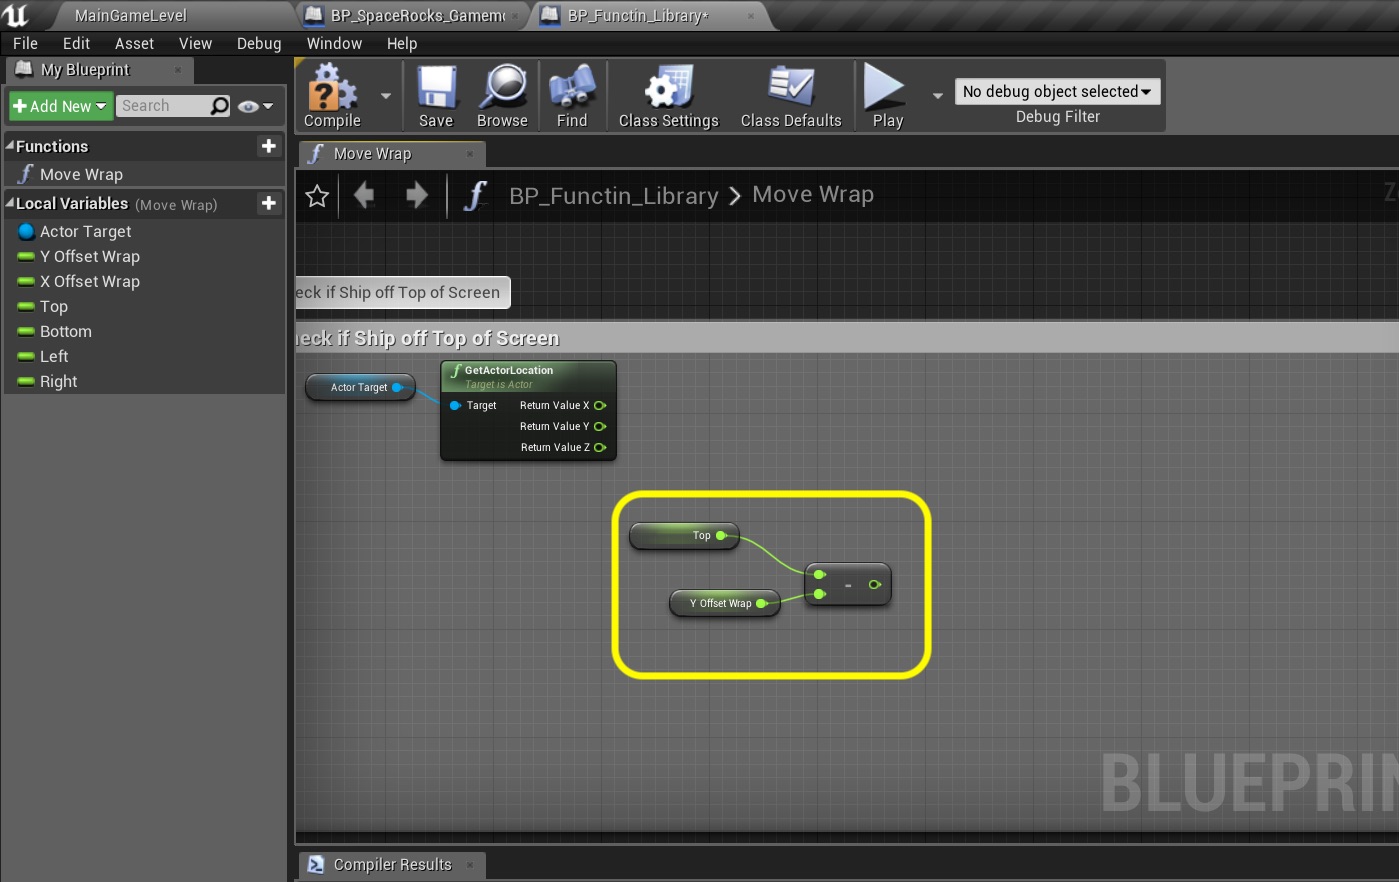 MainGameLevel
BP_SpaceRocks_Gamem
BP_Functin_Library*
File Edit Asset View Debug Window Help
My Blueprint
Add New
Search
Functions
Move Wrap
Local Variables (Move Wrap)
Actor Target
Y Offset Wrap
X Offset Wrap
Top
Bottom
Left
Right
Compile
Save
Browse
Find
Class Settings
Class Defaults
Play
No debug object selected
Debug Filter
Move Wrap
BP_Functin_Library > Move Wrap
Z
eck if Ship off Top of Screen
heck if Ship off Top of Screen
Actor Target
GetActorLocation
Target is Actor
Target
Return Value X
Return Value Y
Return Value Z
Top
Y Offset Wrap
-
BLUEPRIN
Compiler Results